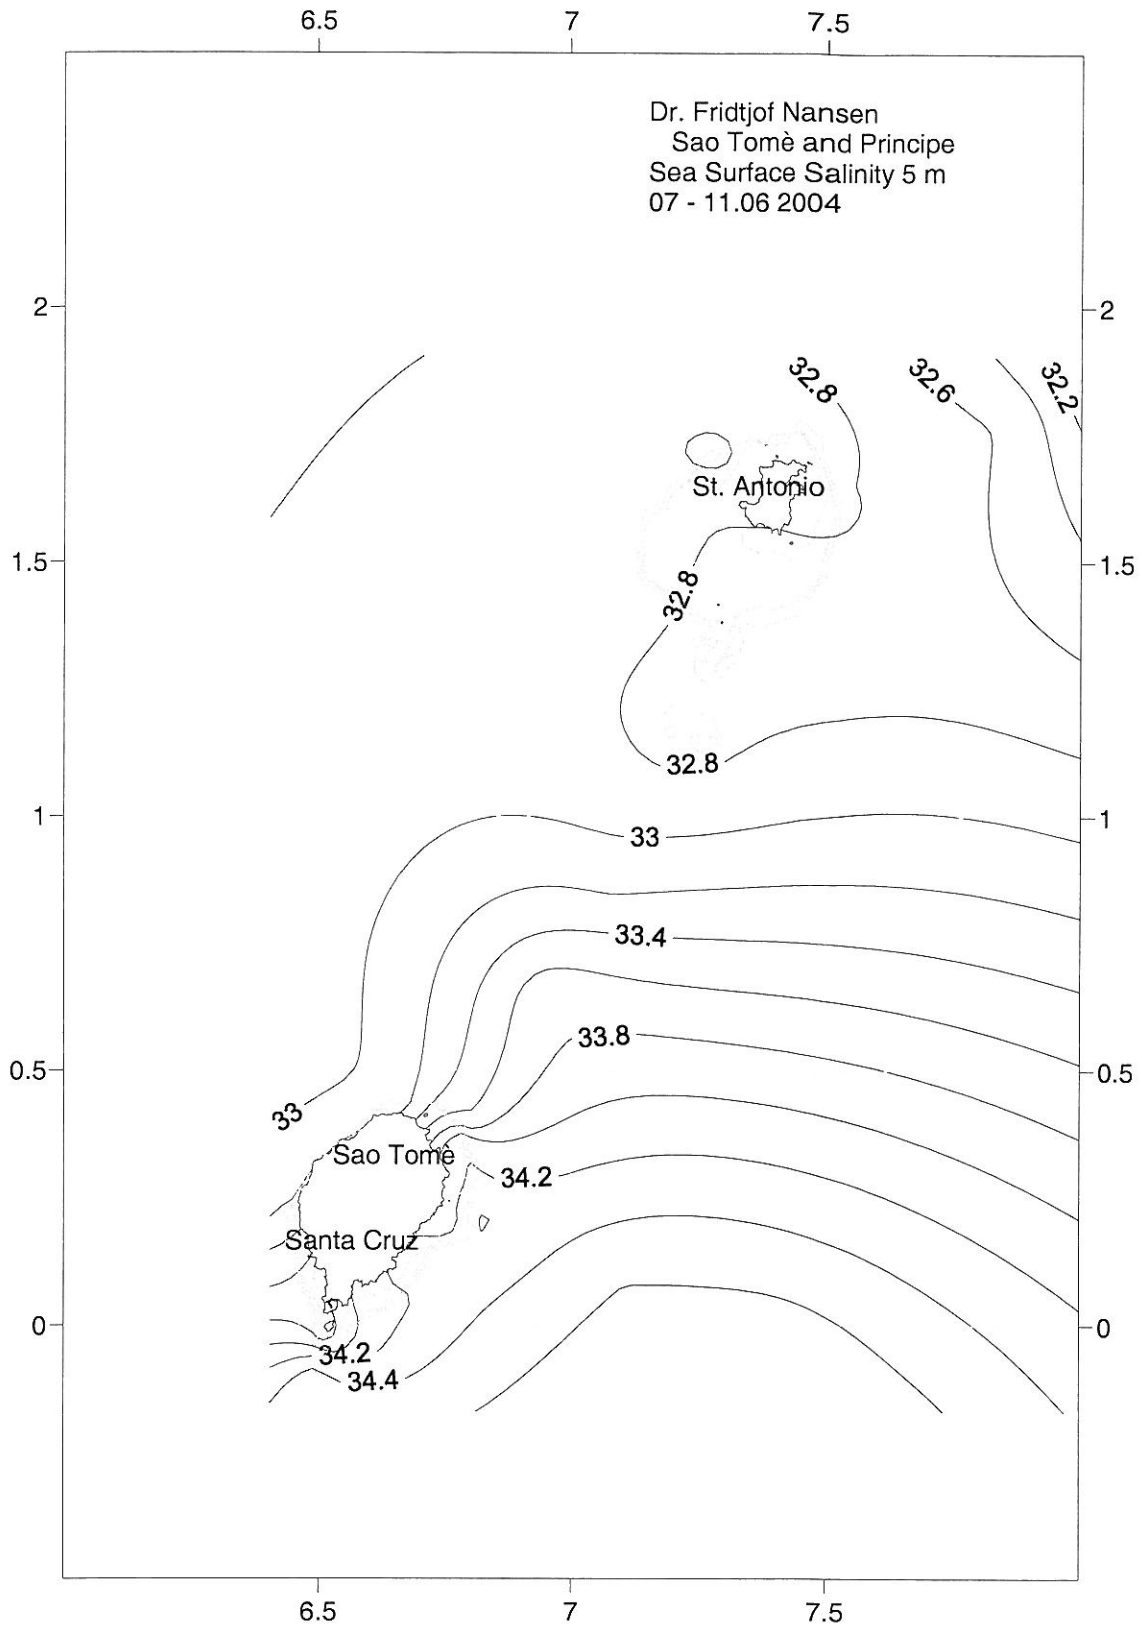 6.5 7 7.5
Dr. Fridtjof Nansen
Sao Tomè and Principe
Sea Surface Salinity 5 m
07 - 11.06 2004
2 2
32.8 32.6 32.2
St. Antonio
1.5 1.5
32.8
32.8
1 1
33
33.4
33.8
0.5 0.5
33
Sao Tome
34.2
Santa Cruz
0 0
34.2
34.4
6.5 7 7.5